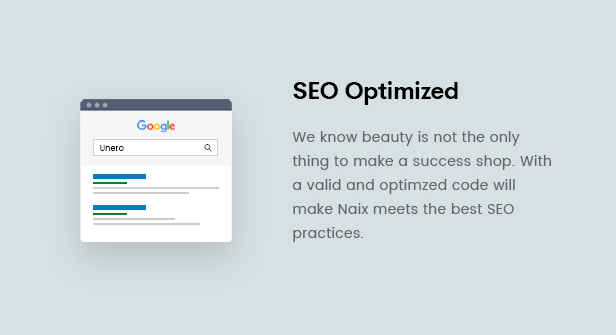 SEO Optimized
Google
Unero
We know beauty is not the only
thing to make a success shop. With
a valid and optimzed code will
make Naix meets the best SEO
practices.